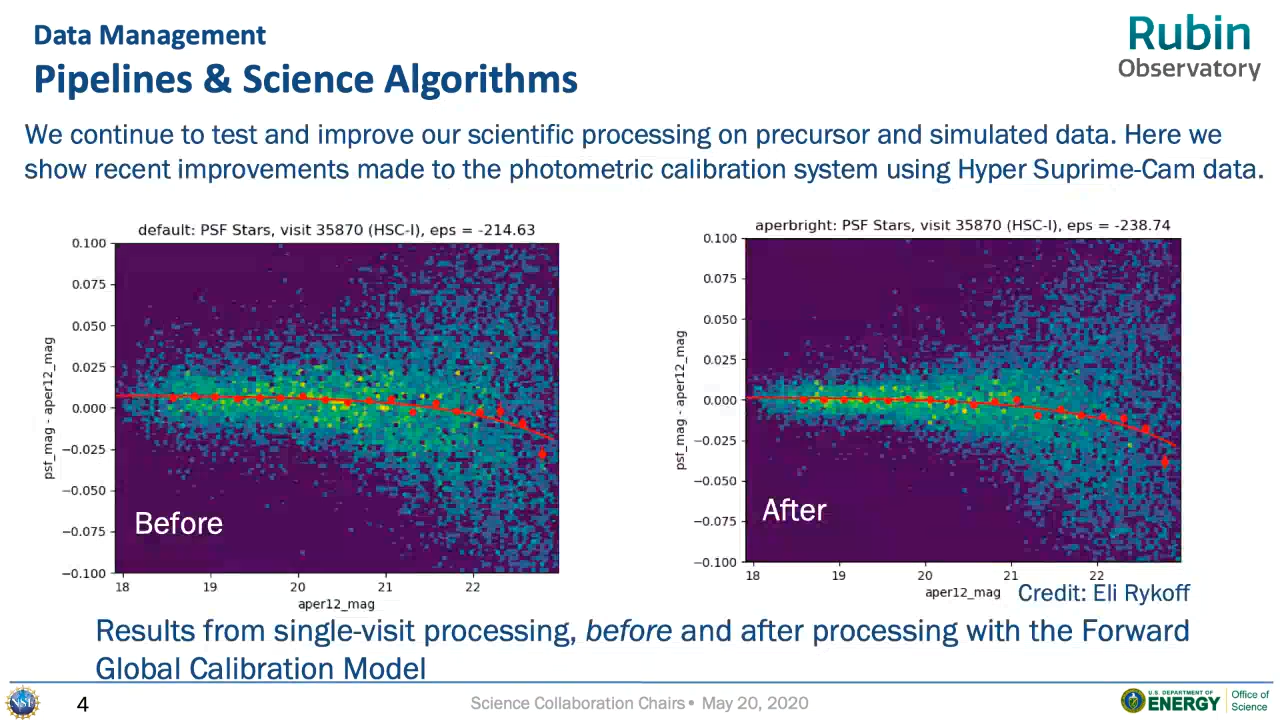 Data Management
Pipelines & Science Algorithms
Rubin
Observatory
We continue to test and improve our scientific processing on precursor and simulated data. Here we
show recent improvements made to the photometric calibration system using Hyper Suprime-Cam data.
default: PSF Stars, visit 35870 (HSC-I), eps = -214.63
0.100
0.075
0.050
0.025
0.000
−0.025
−0.050
−0.075
−0.100
psf_mag - aper12_mag
Before
18 19 20 21 22
aper12_mag
aperbright: PSF Stars, visit 35870 (HSC-I), eps = -238.74
0.100
0.075
0.050
0.025
0.000
−0.025
−0.050
−0.075
−0.100
psf_mag - aper12_mag
After
18 19 20 21 22
aper12_mag
Credit: Eli Rykoff
Results from single-visit processing, before and after processing with the Forward
Global Calibration Model
NSF
4
Science Collaboration Chairs • May 20, 2020
U.S. DEPARTMENT OF
ENERGY
Office of
Science